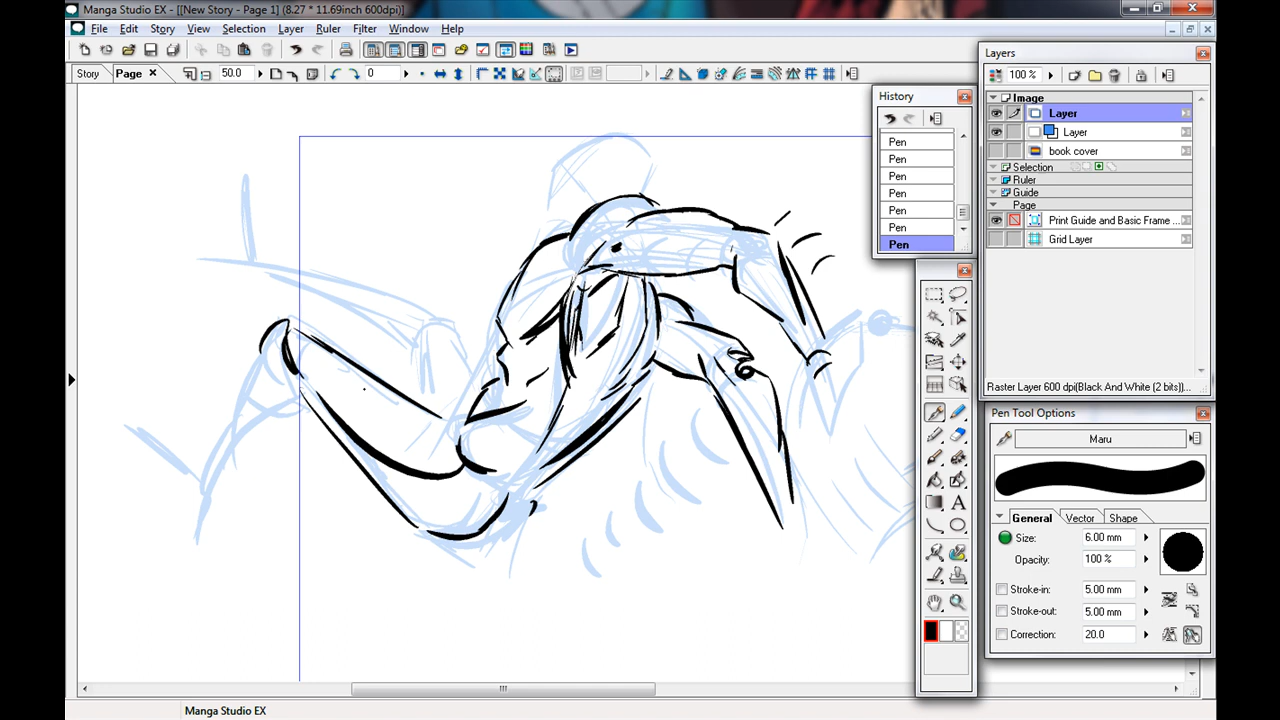 Manga Studio EX - [[New Story - Page 1] (8.27 * 11.69inch 600dpi)]
File Edit Story View Selection Layer Ruler Filter Window Help
Story Page 50.0 0
Layers
100 %
Image
Layer
Layer
book cover
Selection
Ruler
Guide
Page
Print Guide and Basic Frame ...
Grid Layer
Raster Layer 600 dpi(Black And White (2 bits))...
History
Pen
Pen
Pen
Pen
Pen
Pen
Pen
A
Pen Tool Options
Maru
General Vector Shape
Size: 6.00 mm
Opacity: 100 %
Stroke-in: 5.00 mm
Stroke-out: 5.00 mm
Correction: 20.0
Manga Studio EX